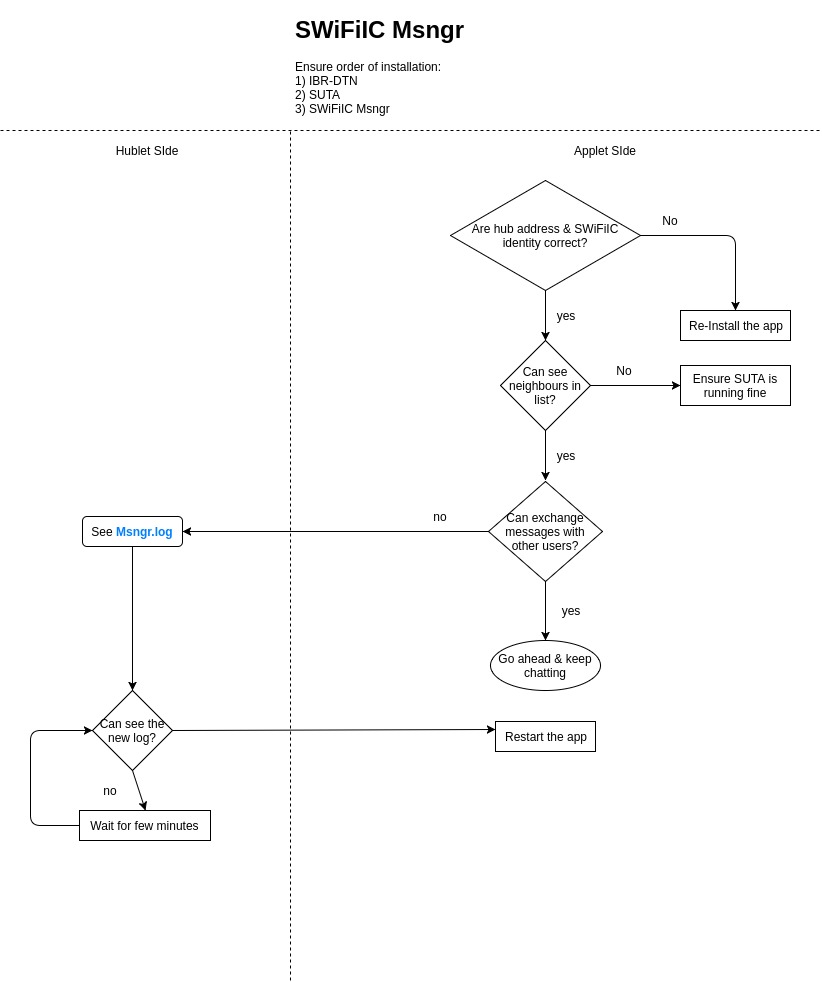 SWiFiIC Msngr
Ensure order of installation:
1) IBR-DTN
2) SUTA
3) SWiFiIC Msngr
Hublet SIde
Applet SIde
Are hub address & SWiFiIC
identity correct?
No
Re-Install the app
yes
Can see
neighbours in
list?
No
Ensure SUTA is
running fine
yes
Can exchange
messages with
other users?
no
See Msngr.log
yes
Go ahead & keep
chatting
Can see the
new log?
Restart the app
no
Wait for few minutes